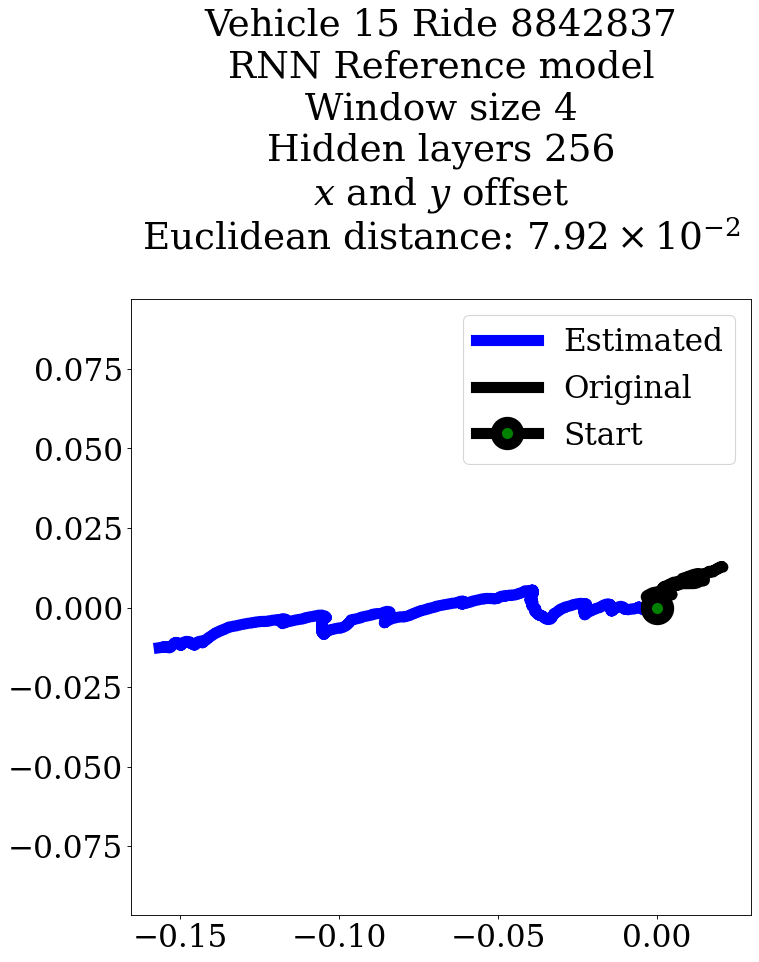 Vehicle 15 Ride 8842837
RNN Reference model
Window size 4
Hidden layers 256
x and y offset
Euclidean distance: 7.92 × 10⁻²
Estimated
Original
Start
0.075
0.050
0.025
0.000
−0.025
−0.050
−0.075
−0.15 −0.10 −0.05 0.00